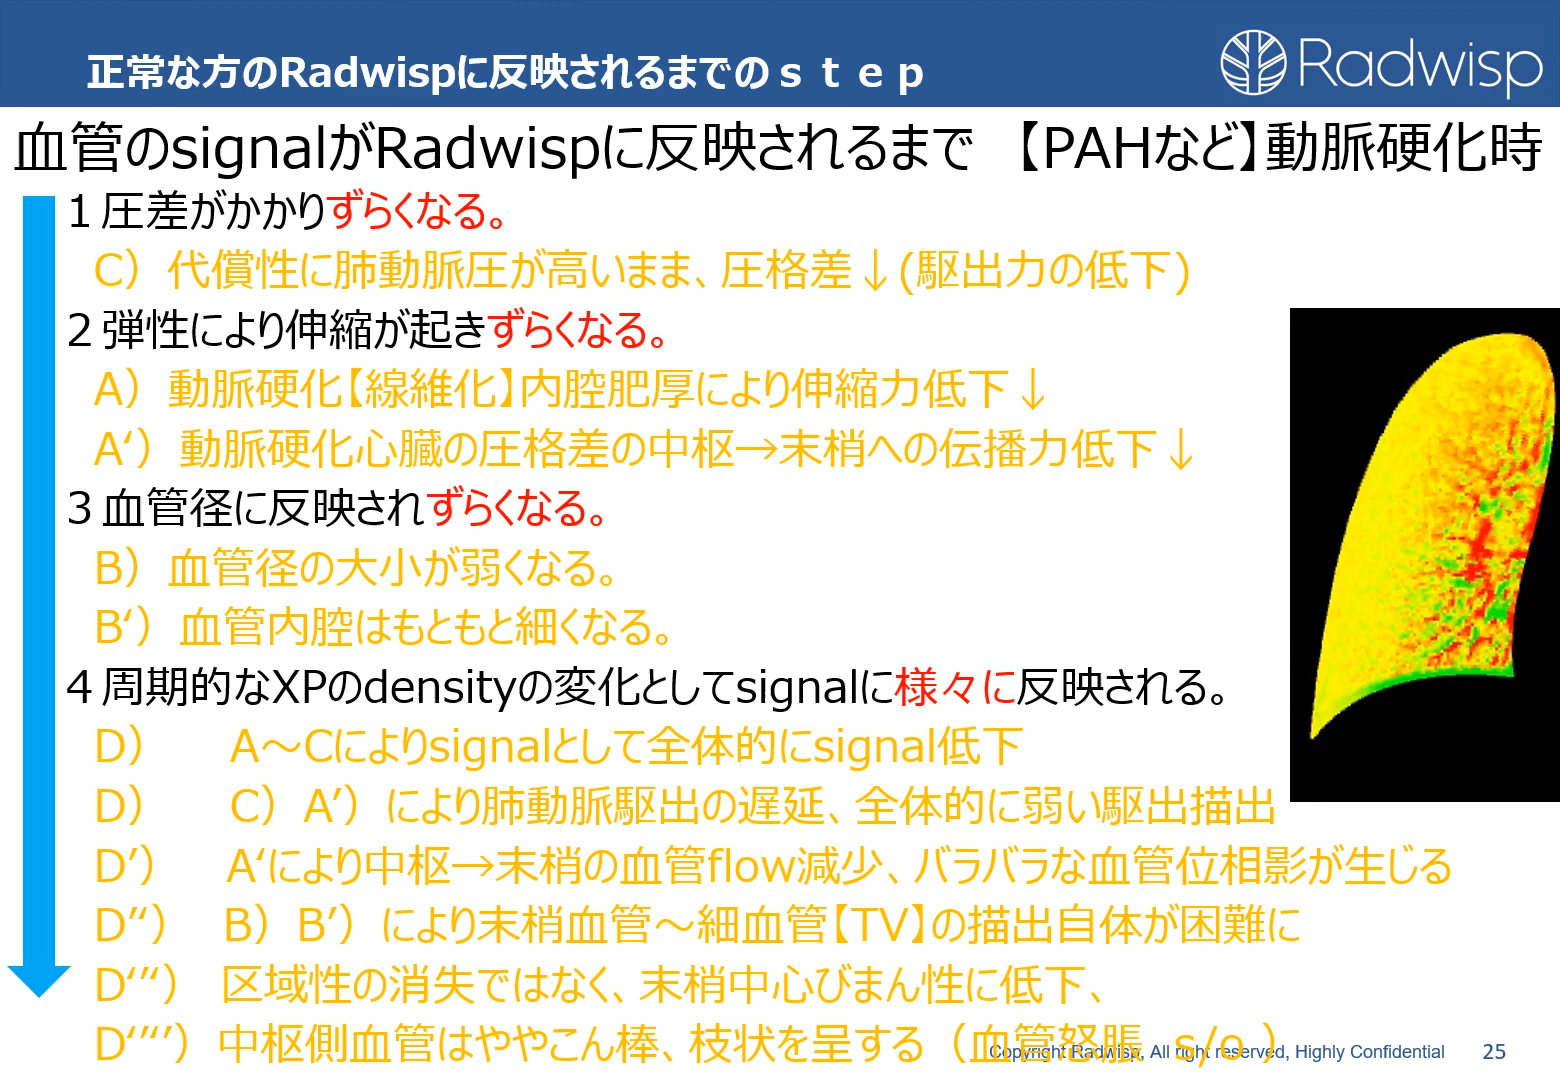 正常な方のRadwispに反映されるまでのｓｔｅｐ
Radwisp
血管のsignalがRadwispに反映されるまで　【PAHなど】動脈硬化時
１圧差がかかりずらくなる。
C）代償性に肺動脈圧が高いまま、圧格差↓(駆出力の低下)
２弾性により伸縮が起きずらくなる。
A）動脈硬化【線維化】内腔肥厚により伸縮力低下↓
A‘）動脈硬化心臓の圧格差の中枢→末梢への伝播力低下↓
３血管径に反映されずらくなる。
B）血管径の大小が弱くなる。
B‘）血管内腔はもともと細くなる。
４周期的なXPのdensityの変化としてsignalに様々に反映される。
D）　A～Cによりsignalとして全体的にsignal低下
D）　C）A’）により肺動脈駆出の遅延、全体的に弱い駆出描出
D’）　A‘により中枢→末梢の血管flow減少、バラバラな血管位相影が生じる
D’’）　B）B’）により末梢血管～細血管【TV】の描出自体が困難に
D‘’‘）　区域性の消失ではなく、末梢中心びまん性に低下、
D‘’“’）中枢側血管はややこん棒、枝状を呈する（血管怒脹　s/o ）
Copyright Radwisp, All right reserved, Highly Confidential
25